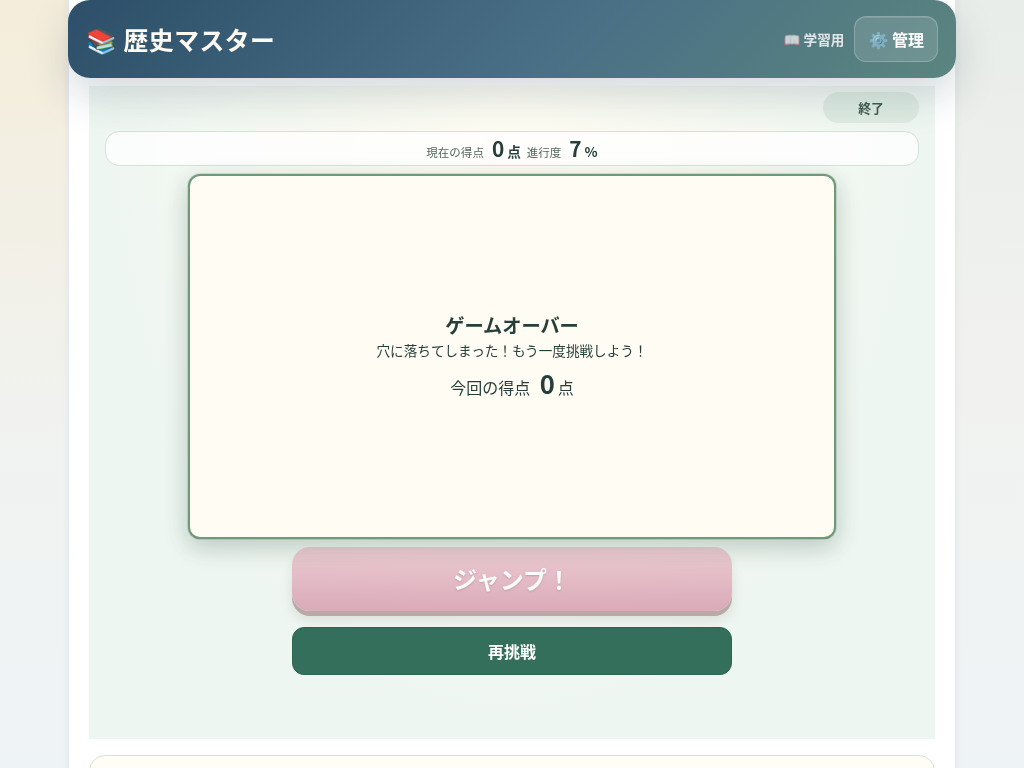 📚 歴史マスター
📖 学習用
⚙️ 管理
終了
現在の得点 0 点 進行度 7 %
ゲームオーバー
穴に落ちてしまった！もう一度挑戦しよう！
今回の得点 0 点
ジャンプ！
再挑戦